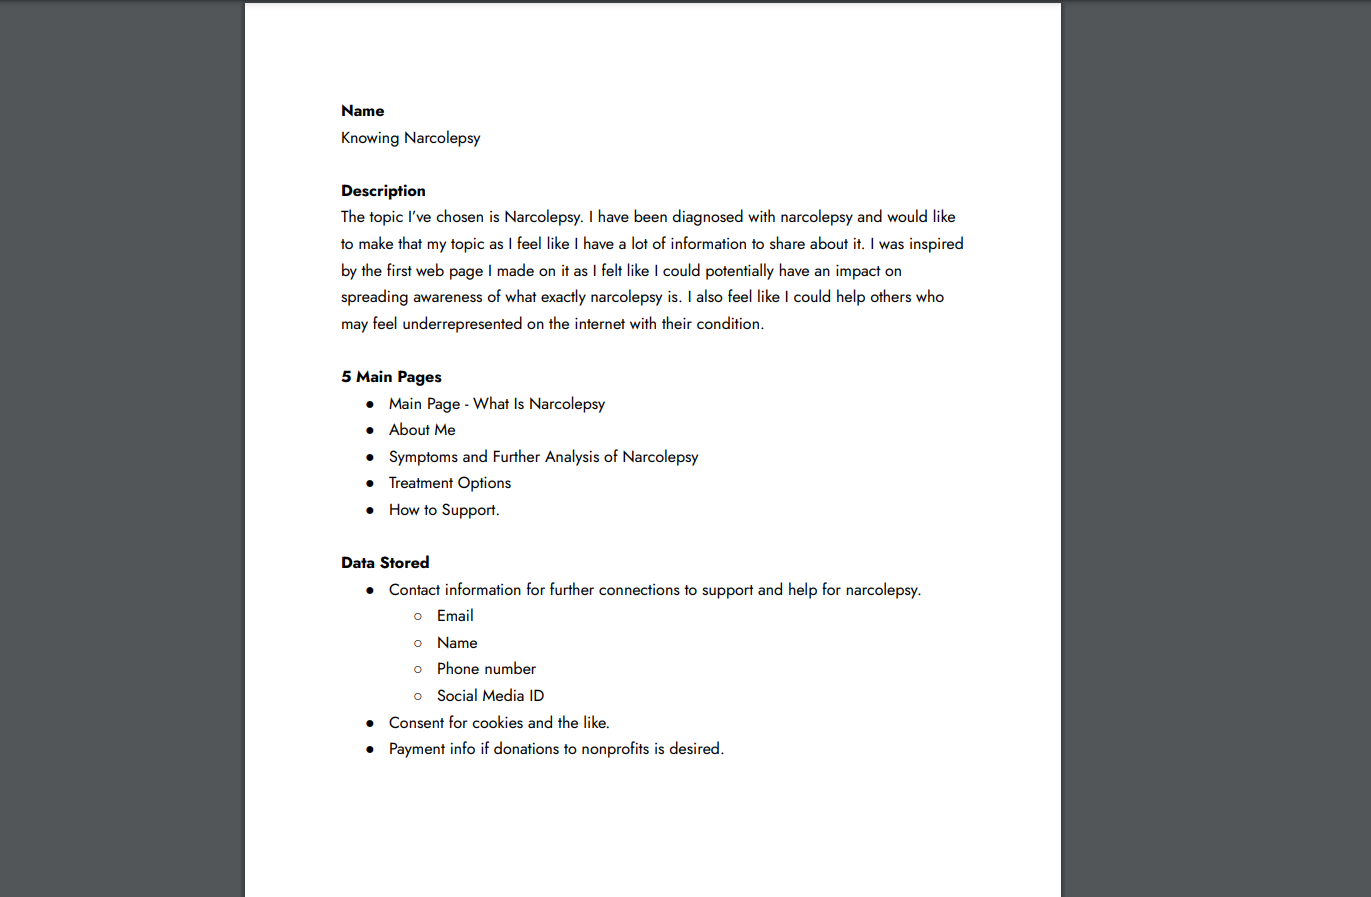 Name
Knowing Narcolepsy
Description
The topic I've chosen is Narcolepsy. I have been diagnosed with narcolepsy and would like
to make that my topic as I feel like I have a lot of information to share about it. I was inspired
by the first web page I made on it as I felt like I could potentially have an impact on
spreading awareness of what exactly narcolepsy is. I also feel like I could help others who
may feel underrepresented on the internet with their condition.
5 Main Pages
● Main Page - What Is Narcolepsy
● About Me
● Symptoms and Further Analysis of Narcolepsy
● Treatment Options
● How to Support.
Data Stored
● Contact information for further connections to support and help for narcolepsy.
○ Email
○ Name
○ Phone number
○ Social Media ID
● Consent for cookies and the like.
● Payment info if donations to nonprofits is desired.